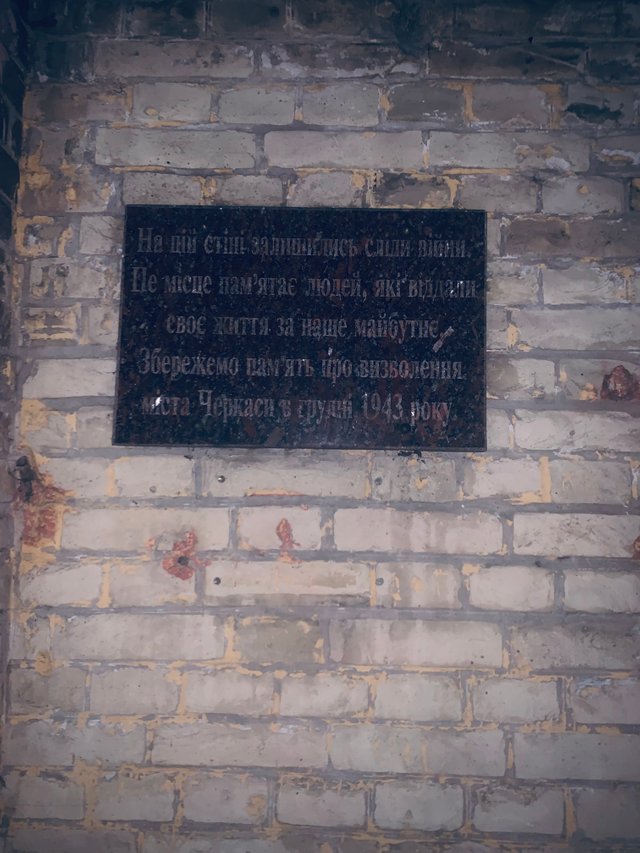 На цій стіні залишились сліди війни.
Це місце пам'ятає людей, які віддали
своє життя за наше майбутнє.
Збережемо пам'ять про визволення
міста Черкаси в грудні 1943 року.